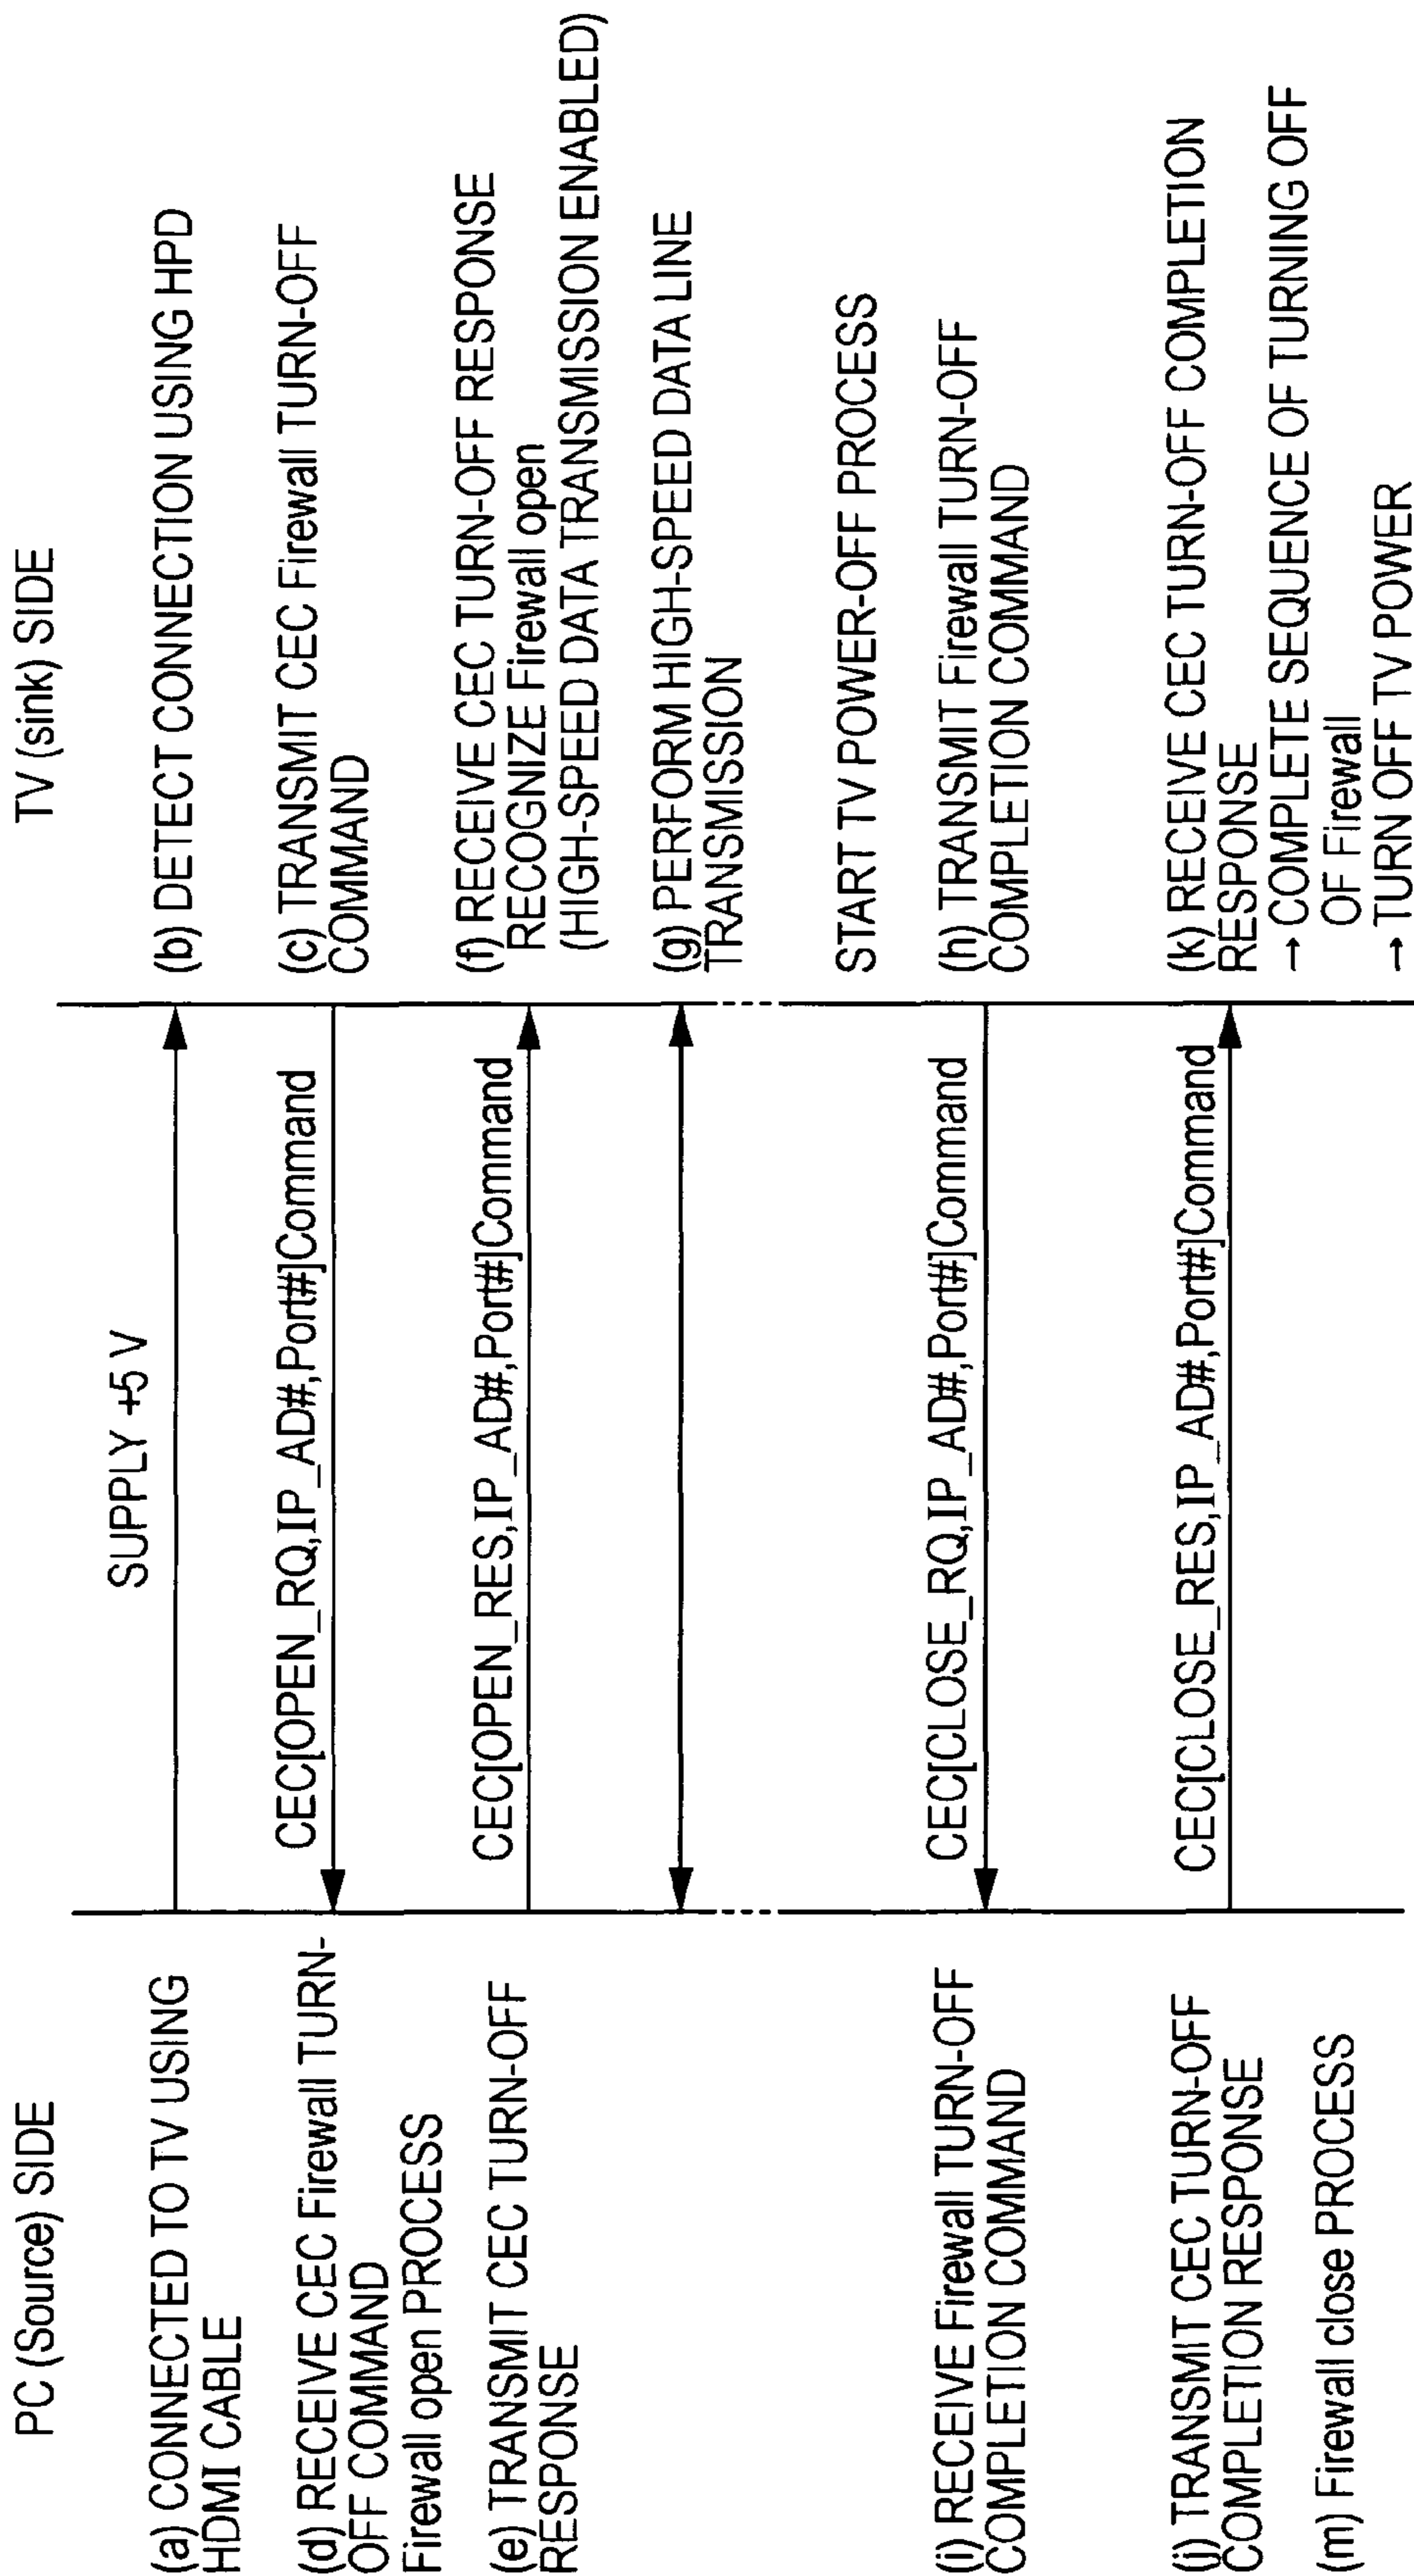 PC (Source) SIDE
TV (sink) SIDE
(a) CONNECTED TO TV USING
HDMI CABLE
SUPPLY +5 V
(b) DETECT CONNECTION USING HPD
(c) TRANSMIT CEC Firewall TURN-OFF
COMMAND
CEC[OPEN_RQ,IP_AD#,Port#]Command
(d) RECEIVE CEC Firewall TURN-
OFF COMMAND
Firewall open PROCESS
(e) TRANSMIT CEC TURN-OFF
RESPONSE
CEC[OPEN_RES,IP_AD#,Port#]Command
(f) RECEIVE CEC TURN-OFF RESPONSE
RECOGNIZE Firewall open
(HIGH-SPEED DATA TRANSMISSION ENABLED)
(g) PERFORM HIGH-SPEED DATA LINE
TRANSMISSION
START TV POWER-OFF PROCESS
(h) TRANSMIT Firewall TURN-OFF
COMPLETION COMMAND
CEC[CLOSE_RQ,IP_AD#,Port#]Command
(i) RECEIVE Firewall TURN-OFF
COMPLETION COMMAND
(j) TRANSMIT CEC TURN-OFF
COMPLETION RESPONSE
CEC[CLOSE_RES,IP_AD#,Port#]Command
(k) RECEIVE CEC TURN-OFF COMPLETION
RESPONSE
→ COMPLETE SEQUENCE OF TURNING OFF
OF Firewall
→ TURN OFF TV POWER
(m) Firewall close PROCESS